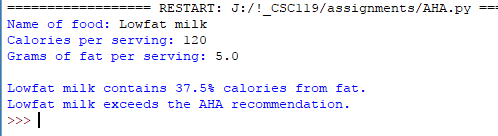 =================== RESTART: J:/!_CSC119/assignments/AHA.py ===
Name of food: Lowfat milk
Calories per serving: 120
Grams of fat per serving: 5.0
Lowfat milk contains 37.5% calories from fat.
Lowfat milk exceeds the AHA recommendation.
>>>